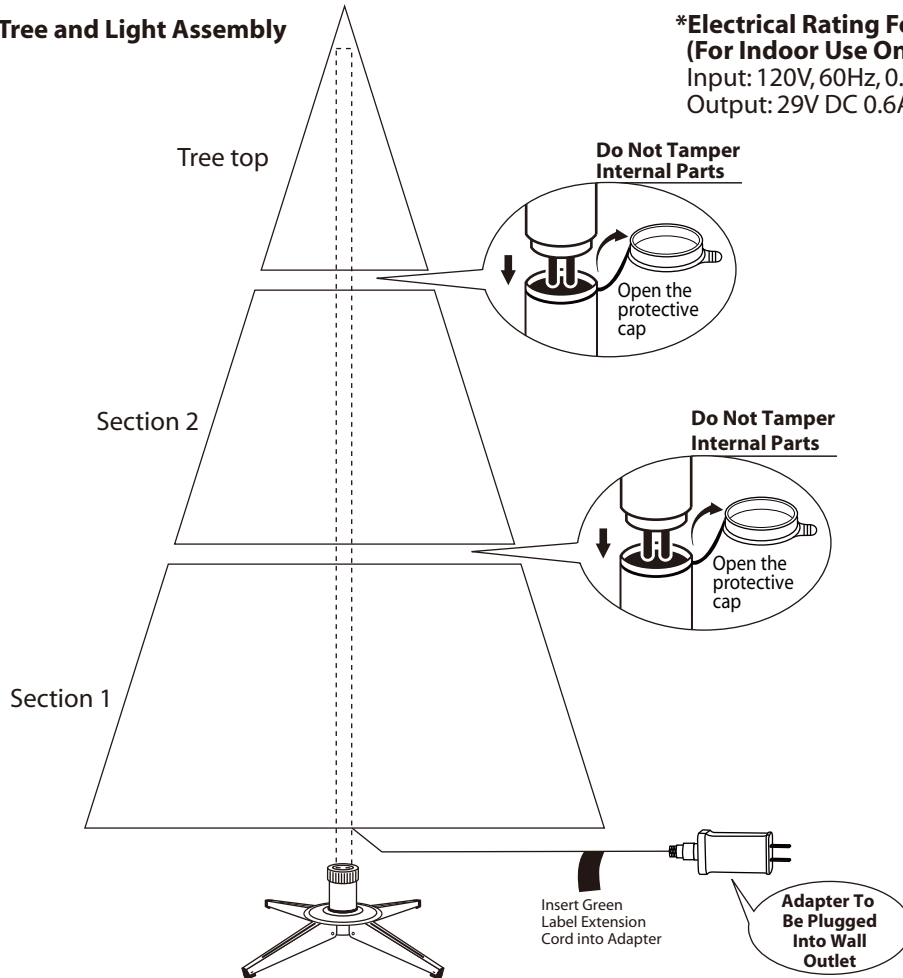 Tree and Light Assembly
*Electrical Rating Fo
(For Indoor Use On
Input: 120V, 60Hz, 0.
Output: 29V DC 0.6A
Tree top
Do Not Tamper
Internal Parts
Open the
protective
cap
Section 2
Do Not Tamper
Internal Parts
Open the
protective
cap
Section 1
Insert Green
Label Extension
Cord into Adapter
Adapter To
Be Plugged
Into Wall
Outlet